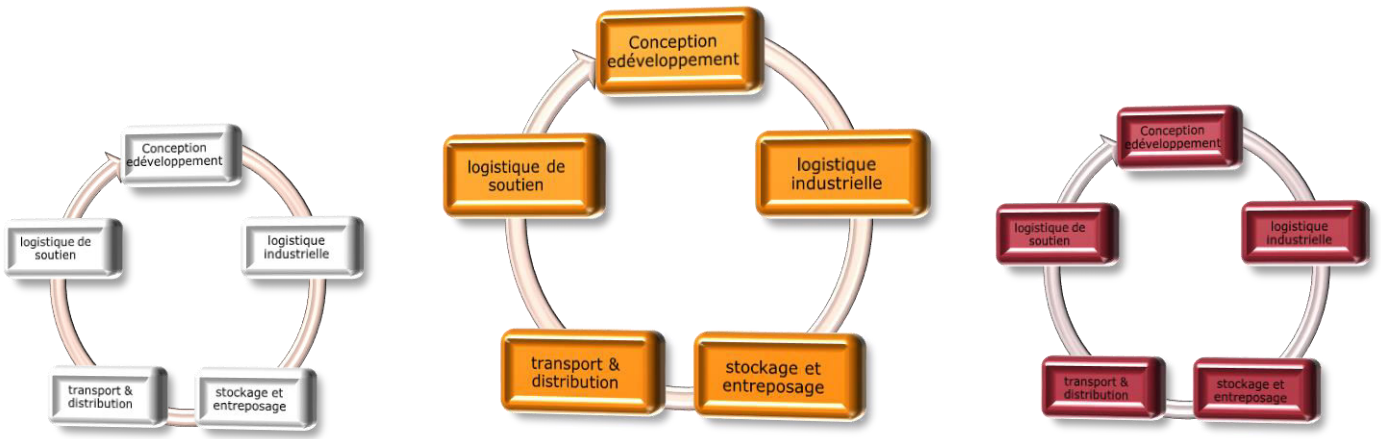 Conception
edéveloppement
logistique
industrielle
stockage et
entreposage
transport &
distribution
logistique de
soutien
Conception
edéveloppement
logistique
industrielle
stockage et
entreposage
transport &
distribution
logistique de
soutien
Conception
edéveloppement
logistique
industrielle
stockage et
entreposage
transport &
distribution
logistique de
soutien